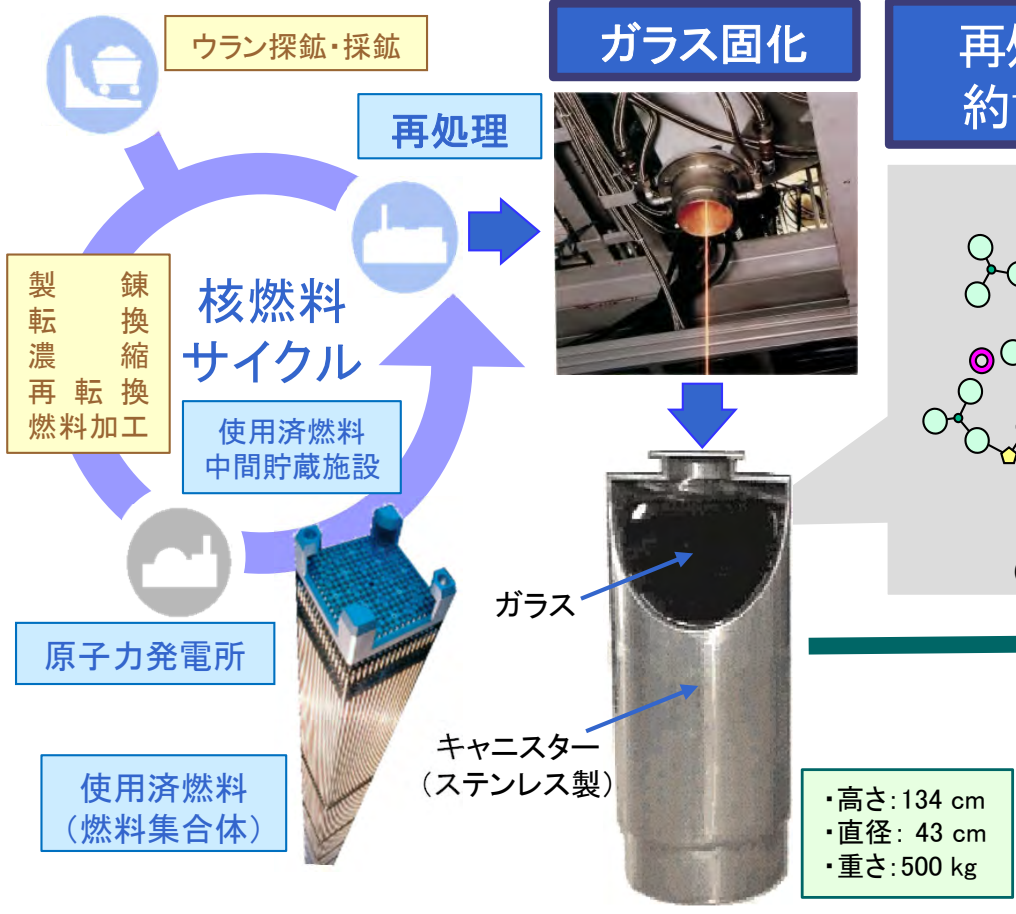 ウラン探鉱・採鉱
ガラス固化
再処
約
再処理
製錬
転換
濃縮
再転換
燃料加工
核燃料
サイクル
使用済燃料
中間貯蔵施設
原子力発電所
使用済燃料
（燃料集合体）
ガラス
キャニスター
（ステンレス製）
・高さ：134 cm
・直径： 43 cm
・重さ：500 kg